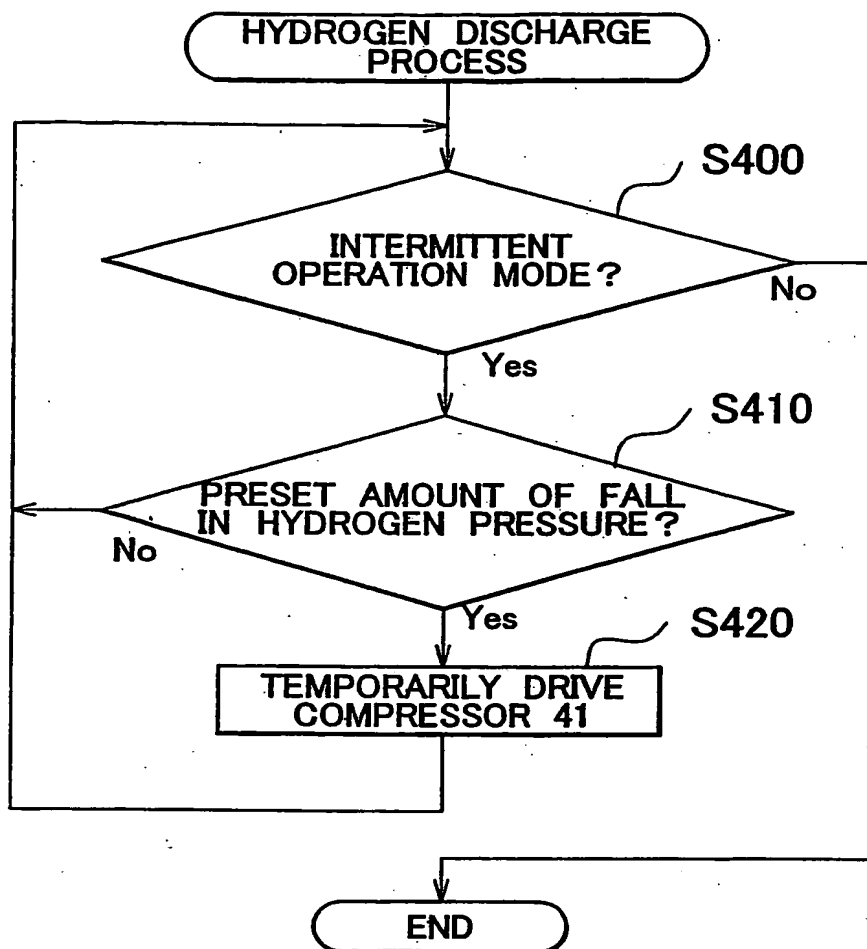 HYDROGEN DISCHARGE
PROCESS
S400
INTERMITTENT
OPERATION MODE?
No
Yes
S410
PRESET AMOUNT OF FALL
IN HYDROGEN PRESSURE?
No
Yes
S420
TEMPORARILY DRIVE
COMPRESSOR 41
END